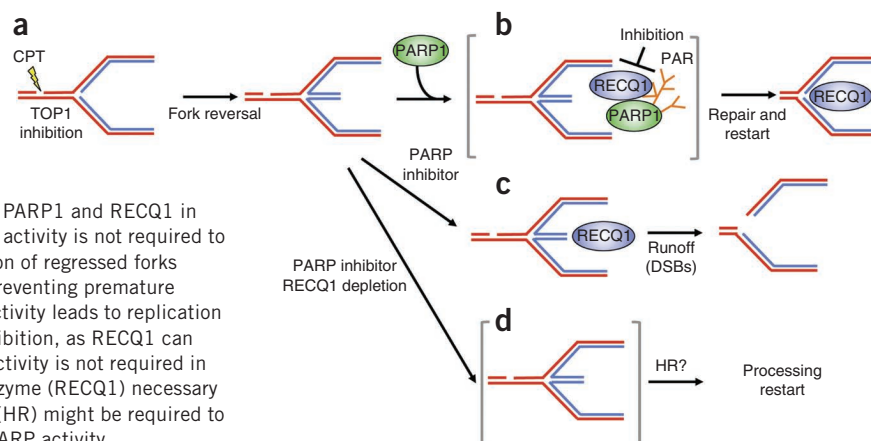 a
CPT
TOP1
inhibition
Fork reversal
PARP1
b
Inhibition
PAR
RECQ1
PARP1
Repair and
restart
RECQ1
PARP
inhibitor
c
RECQ1
Runoff
(DSBs)
PARP inhibitor
RECQ1 depletion
d
HR?
Processing
restart
PARP1 and RECQ1 in
activity is not required to
on of regressed forks
reventing premature
ctivity leads to replication
ibition, as RECQ1 can
ctivity is not required in
zyme (RECQ1) necessary
(HR) might be required to
ARP activity